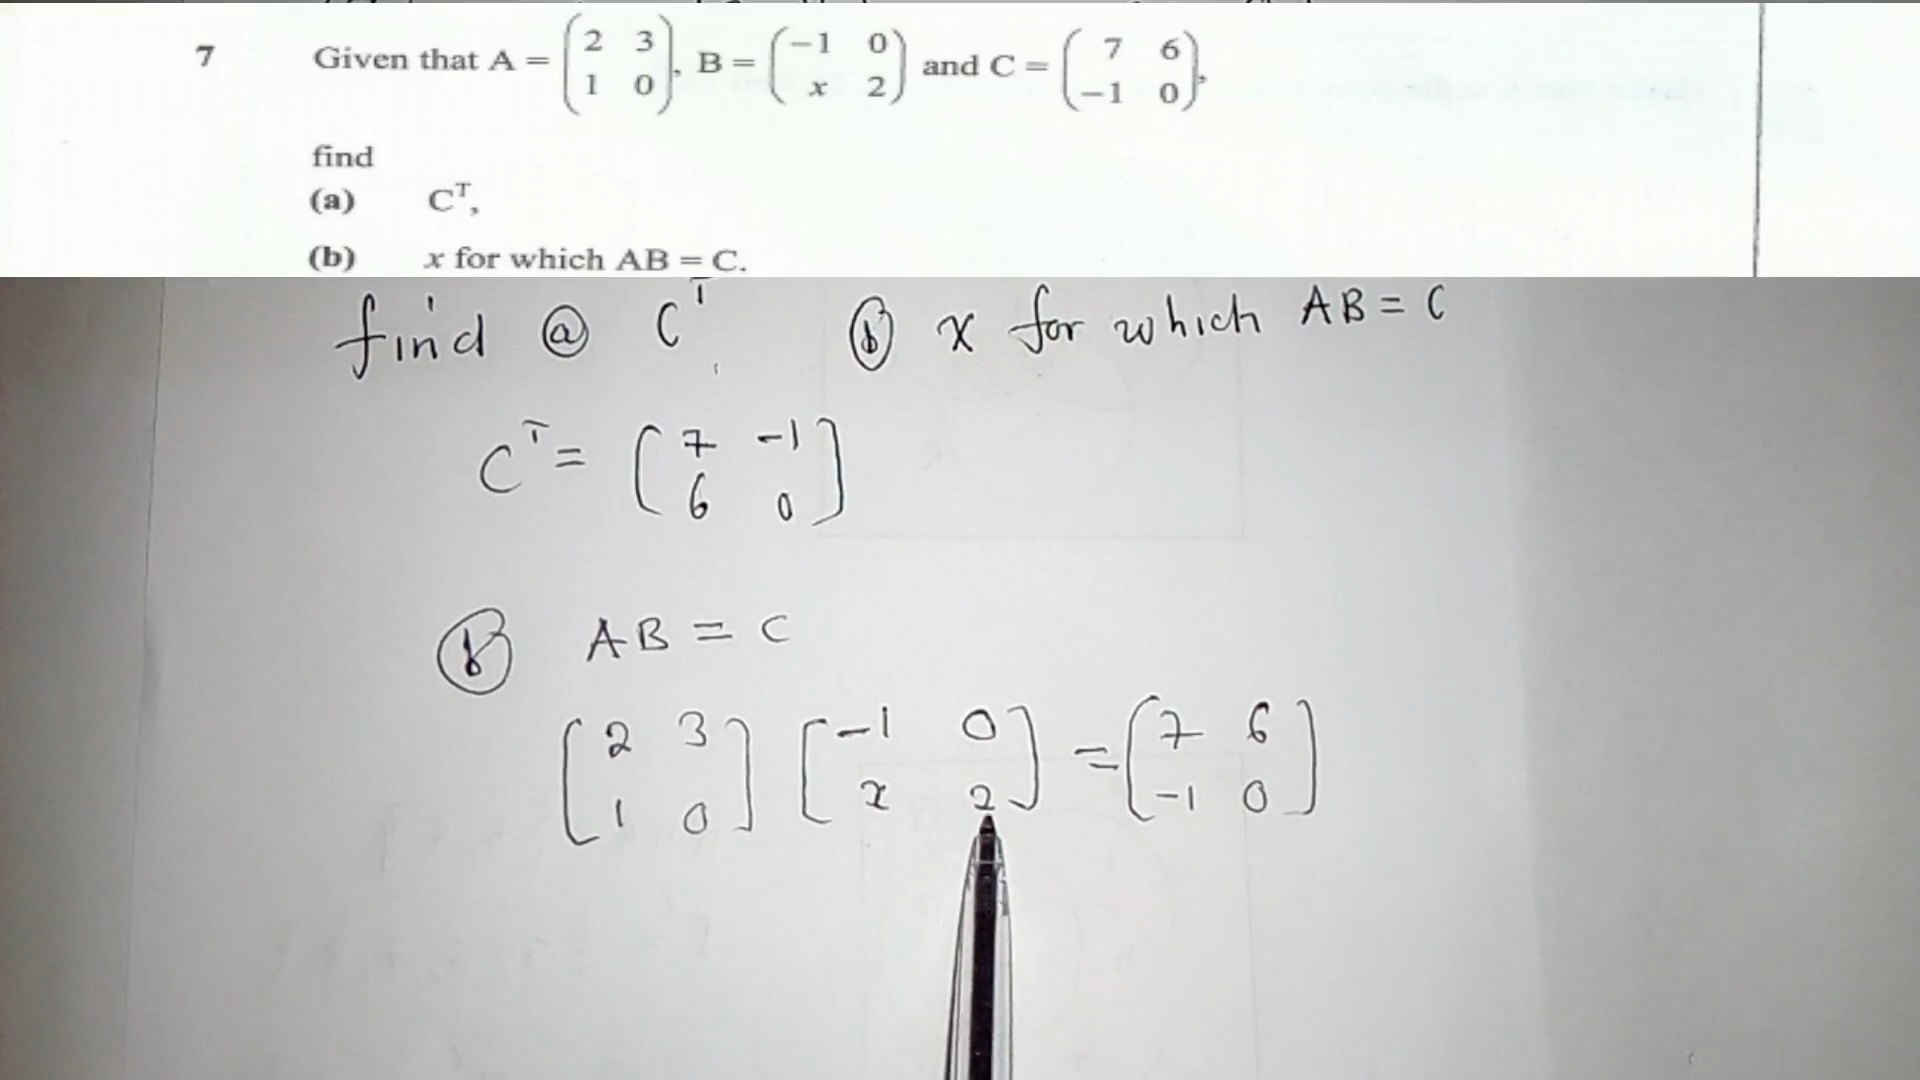 7 Given that A = (2 3 / 1 0), B = (−1 0 / x 2) and C = (7 6 / −1 0),
find
(a) Cᵀ,
(b) x for which AB = C.
find (a) Cᵀ (b) x for which AB = C
Cᵀ = [7 -1 / 6 0]
(b) AB = C
[2 3 / 1 0] [-1 0 / x 2] = [7 6 / -1 0]